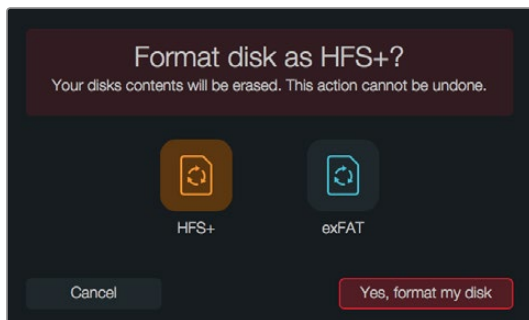 Format disk as HFS+?
Your disks contents will be erased. This action cannot be undone.
HFS+ exFAT
Cancel Yes, format my disk